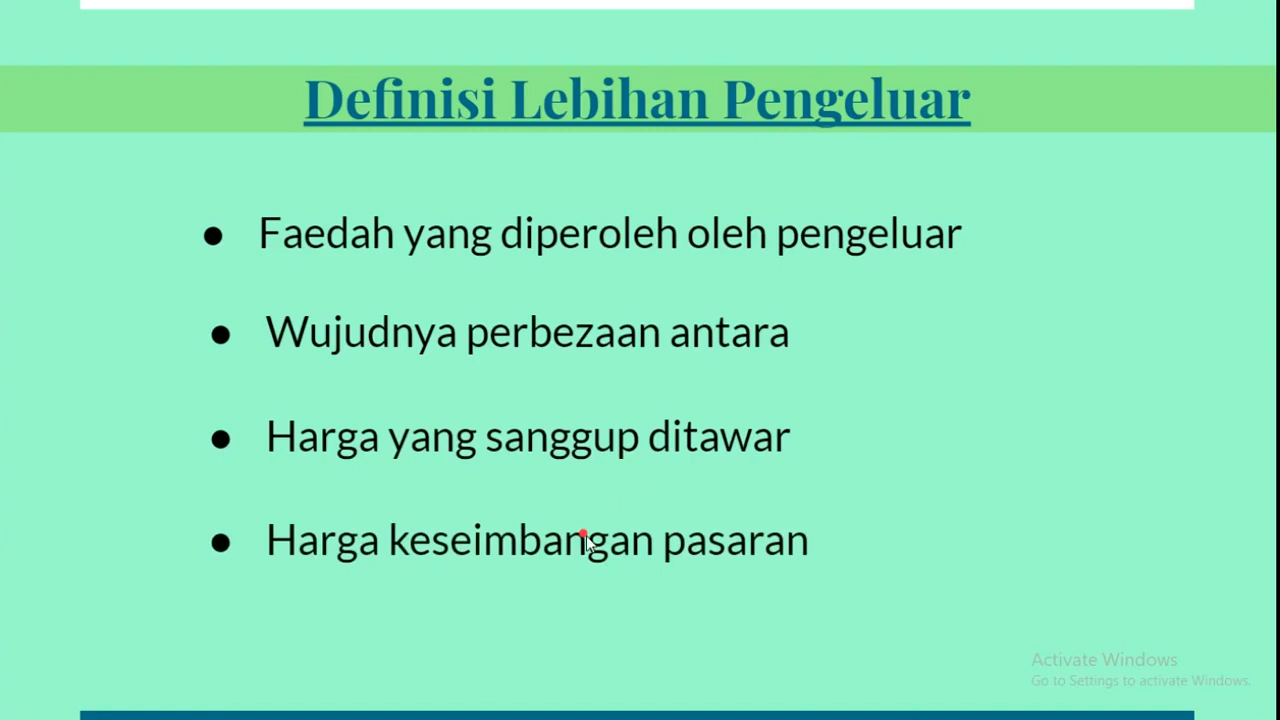 Definisi Lebihan Pengeluar
● Faedah yang diperoleh oleh pengeluar
● Wujudnya perbezaan antara
● Harga yang sanggup ditawar
● Harga keseimbangan pasaran
Activate Windows
Go to Settings to activate Windows.